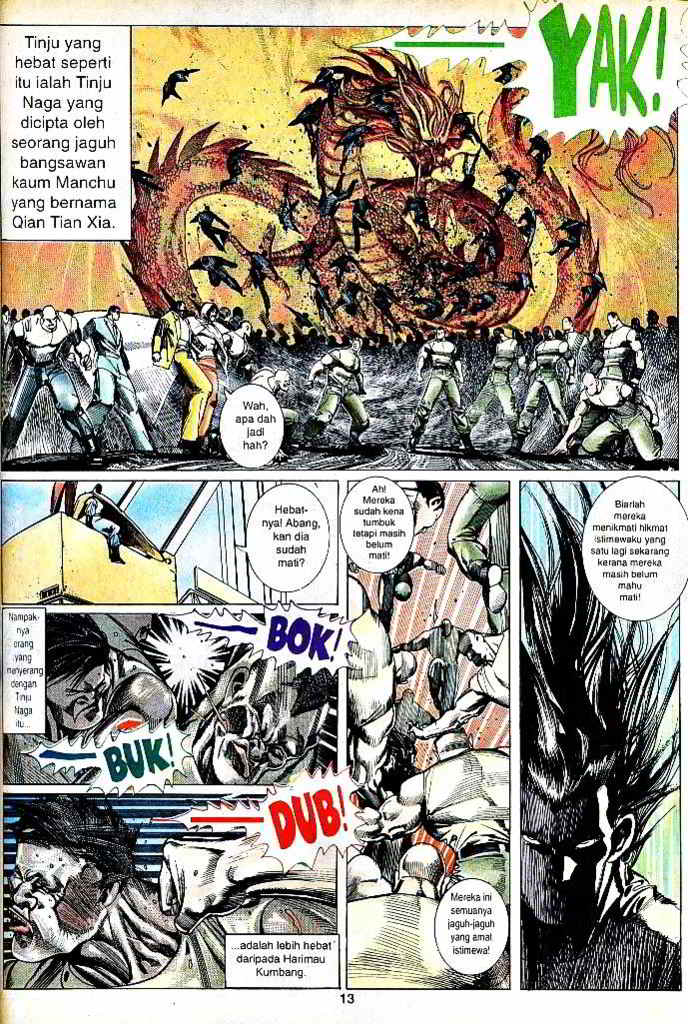 Tinju yang
hebat seperti
itu ialah Tinju
Naga yang
dicipta oleh
seorang jaguh
bangsawan
kaum Manchu
yang bernama
Qian Tian Xia.
YAK!
Wah,
apa dah
jadi
hah?
Hebat-
nya! Abang,
kan dia
sudah
mati?
Nampak-
nya orang
yang
menyerang
dengan
Tinju
Naga
itu...
BOK!
BUK!
DUB!
...adalah lebih hebat
daripada Harimau
Kumbang.
Ah!
Mereka
sudah kena
tumbuk
tetapi masih
belum
mati!
Mereka ini
semuanya
jaguh-jaguh
yang amat
istimewa!
Biarlah
mereka
menikmati hikmat
istimewaku yang
satu lagi sekarang
kerana mereka
masih belum
mahu
mati!
13